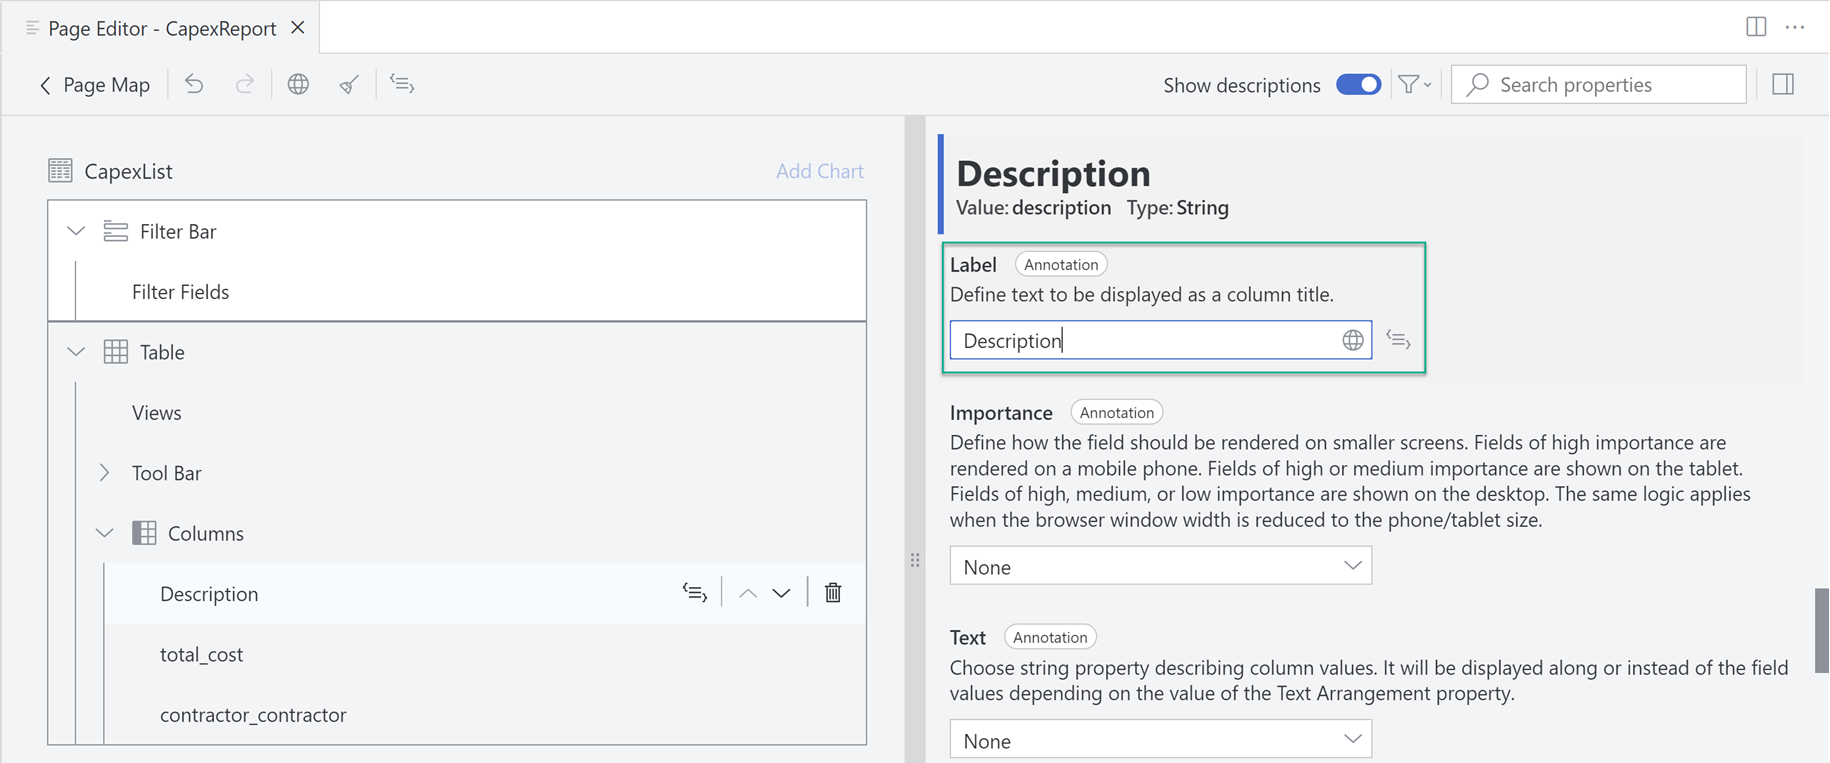 Page Editor - CapexReport
Page Map
Show descriptions
Search properties
CapexList
Add Chart
Filter Bar
Filter Fields
Table
Views
Tool Bar
Columns
Description
total_cost
contractor_contractor
Description
Value: description Type: String
Label Annotation
Define text to be displayed as a column title.
Description
Importance Annotation
Define how the field should be rendered on smaller screens. Fields of high importance are
rendered on a mobile phone. Fields of high or medium importance are shown on the tablet.
Fields of high, medium, or low importance are shown on the desktop. The same logic applies
when the browser window width is reduced to the phone/tablet size.
None
Text Annotation
Choose string property describing column values. It will be displayed along or instead of the field
values depending on the value of the Text Arrangement property.
None